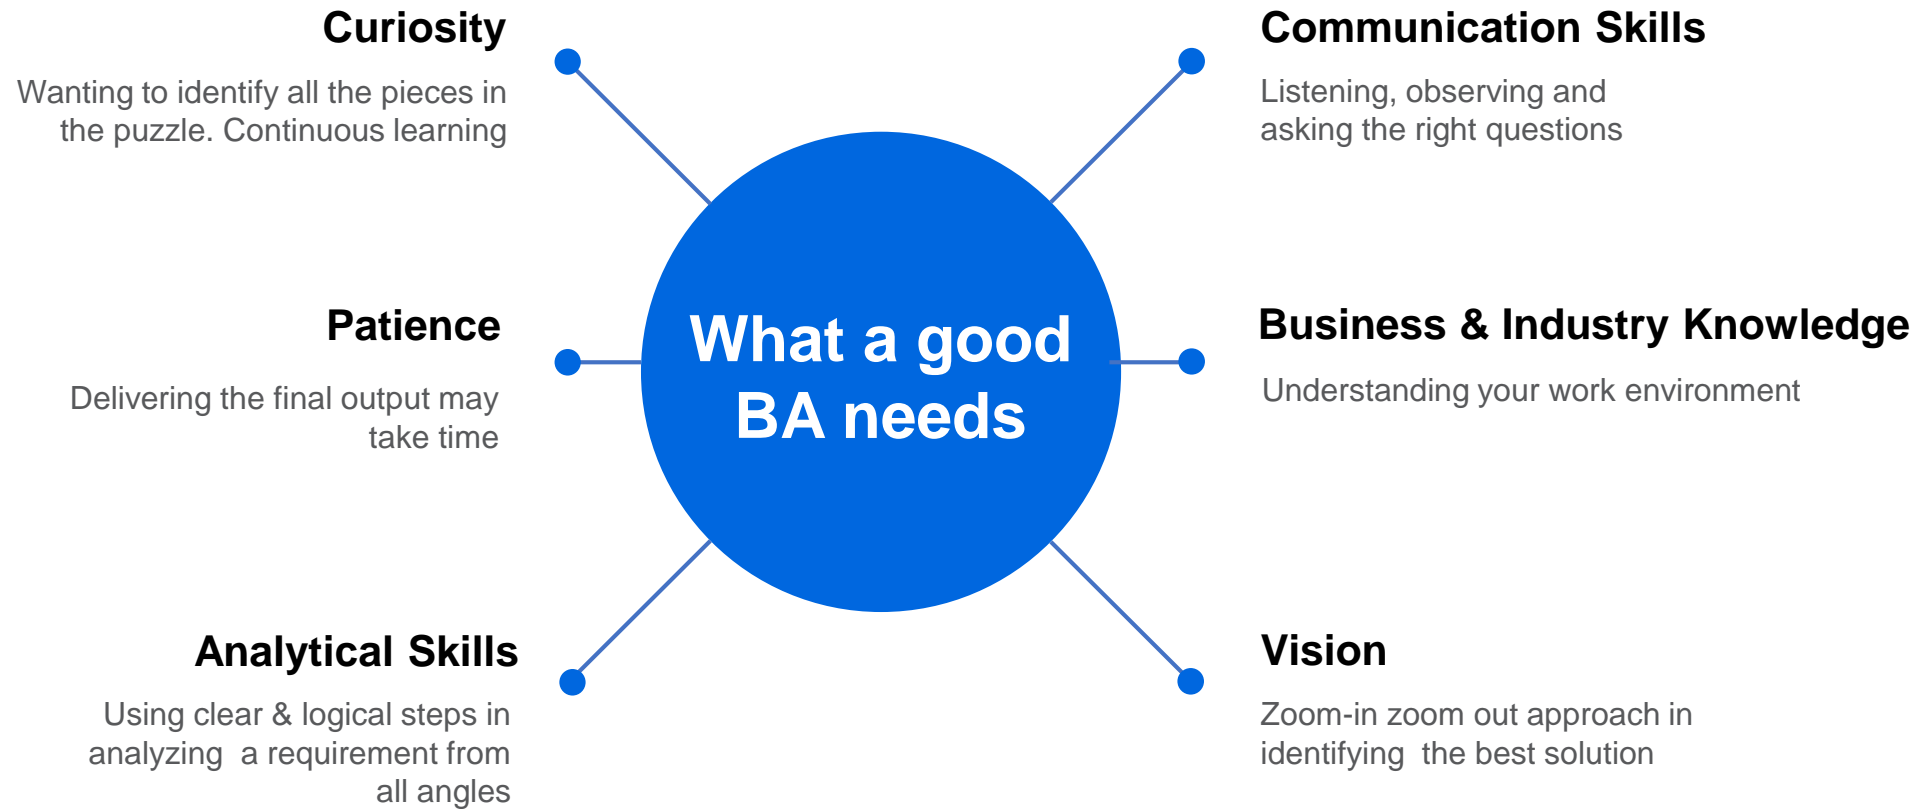 Curiosity
Wanting to identify all the pieces in
the puzzle. Continuous learning
Patience
Delivering the final output may
take time
Analytical Skills
Using clear & logical steps in
analyzing  a requirement from
all angles
What a good
BA needs
Communication Skills
Listening, observing and
asking the right questions
Business & Industry Knowledge
Understanding your work environment
Vision
Zoom-in zoom out approach in
identifying  the best solution